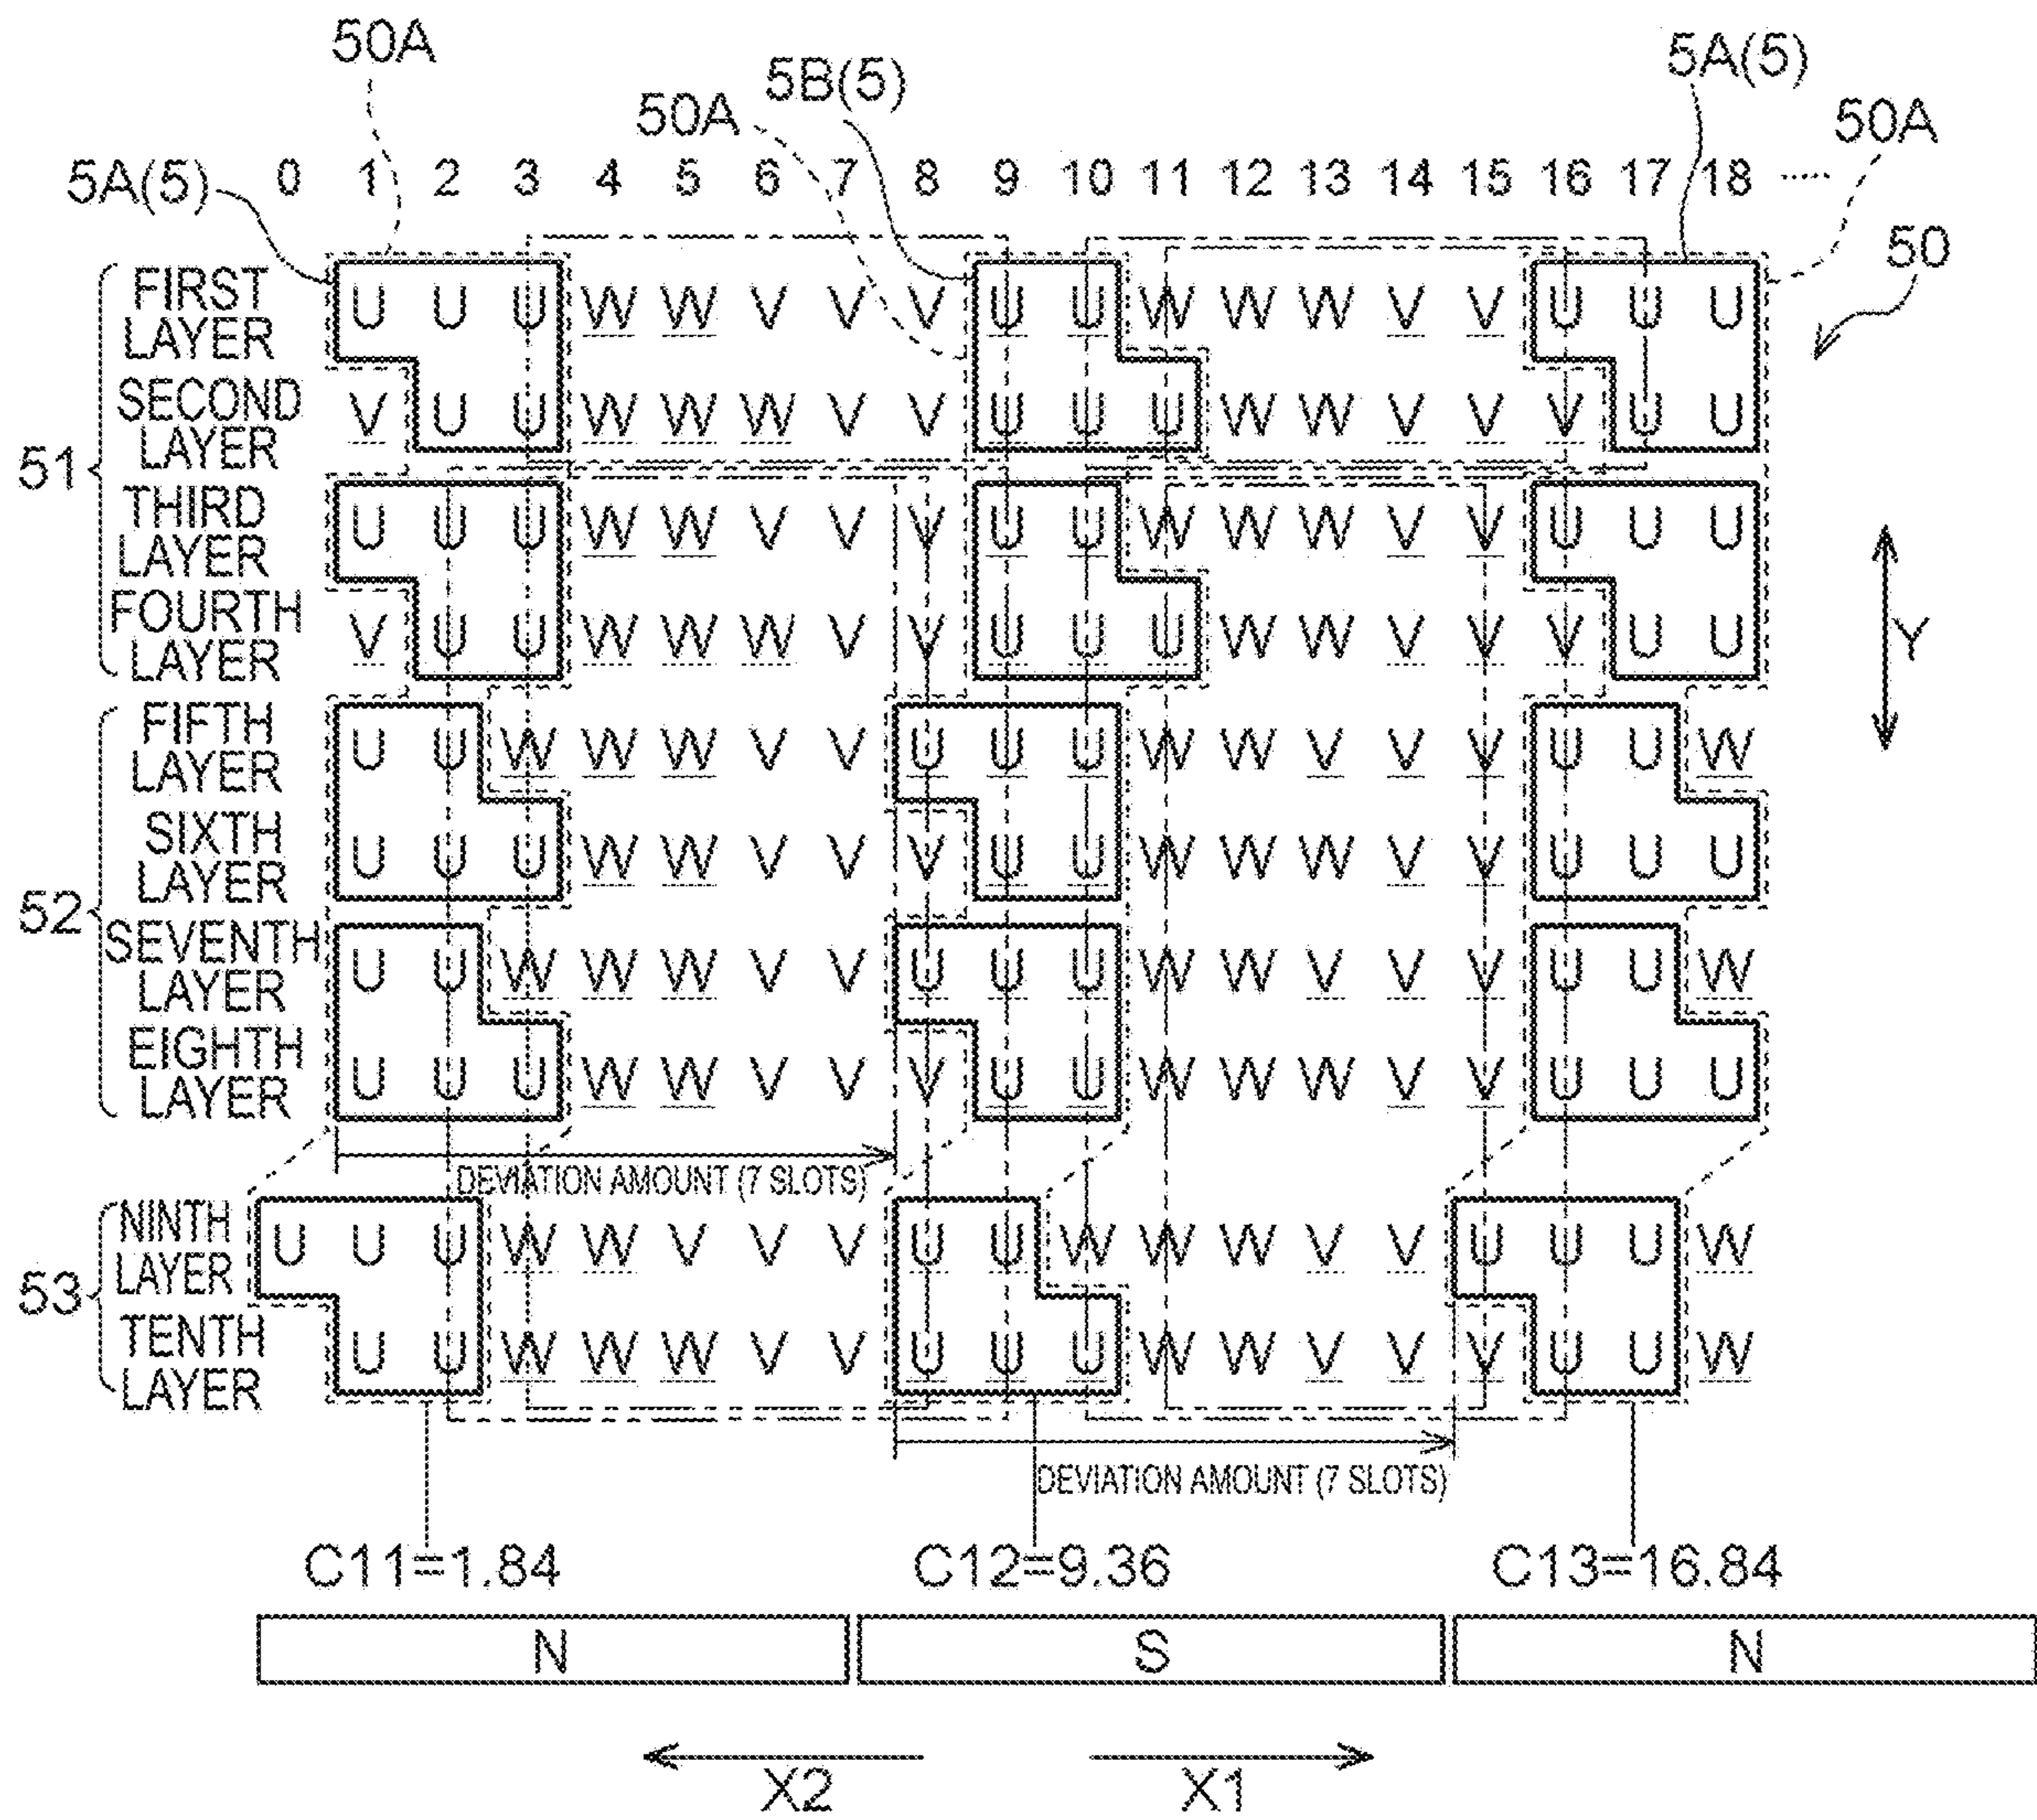 50A
5A(5)
5B(5)
50A
50A
5A(5) 0 1 2 3 4 5 6 7 8 9 10 11 12 13 14 15 16 17 18 .....
50
FIRST LAYER U U U W W V V V U U W W W V V U U U
SECOND LAYER V U U W W W V V U U U W W V V V U U
51
THIRD LAYER U U U W W V V V U U W W W V V U U U
FOURTH LAYER V U U W W W V V U U U W W V V V U U
Y
FIFTH LAYER U U W W W V V U U U W W V V V U U W
SIXTH LAYER U U U W W V V V U U W W W V V U U U
52
SEVENTH LAYER U U W W W V V U U U W W V V V U U W
EIGHTH LAYER U U U W W V V V U U W W W V V U U U
DEVIATION AMOUNT (7 SLOTS)
NINTH LAYER U U U W W V V V U U W W W V V U U U W
53
TENTH LAYER U U W W W V V U U U W W V V V U U W
DEVIATION AMOUNT (7 SLOTS)
C11=1.84 C12=9.36 C13=16.84
N S N
X2 X1